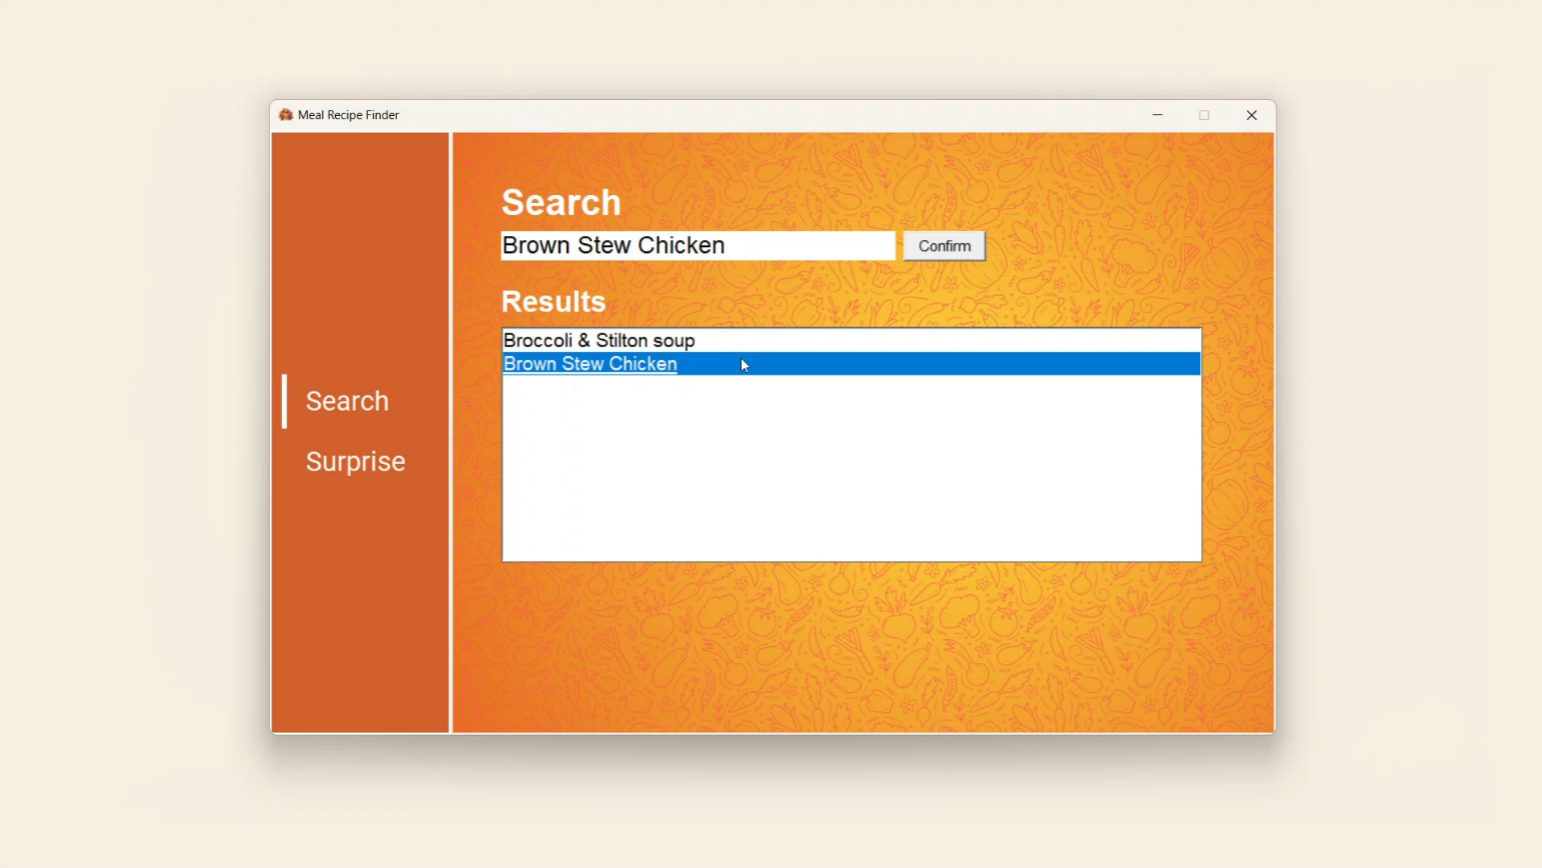 Meal Recipe Finder
Search
Brown Stew Chicken
Confirm
Results
Broccoli & Stilton soup
Brown Stew Chicken
Search
Surprise